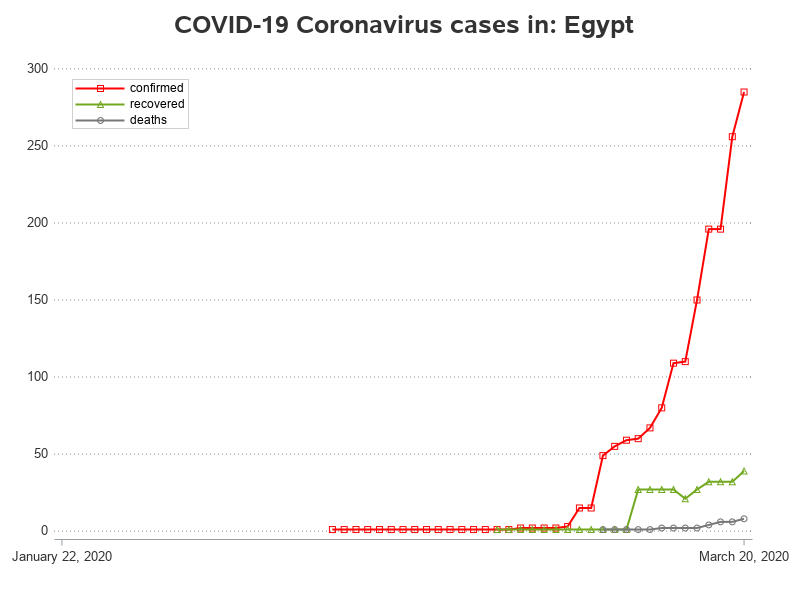 COVID-19 Coronavirus cases in: Egypt
300
confirmed
recovered
deaths
250
200
150
100
50
0
January 22, 2020
March 20, 2020